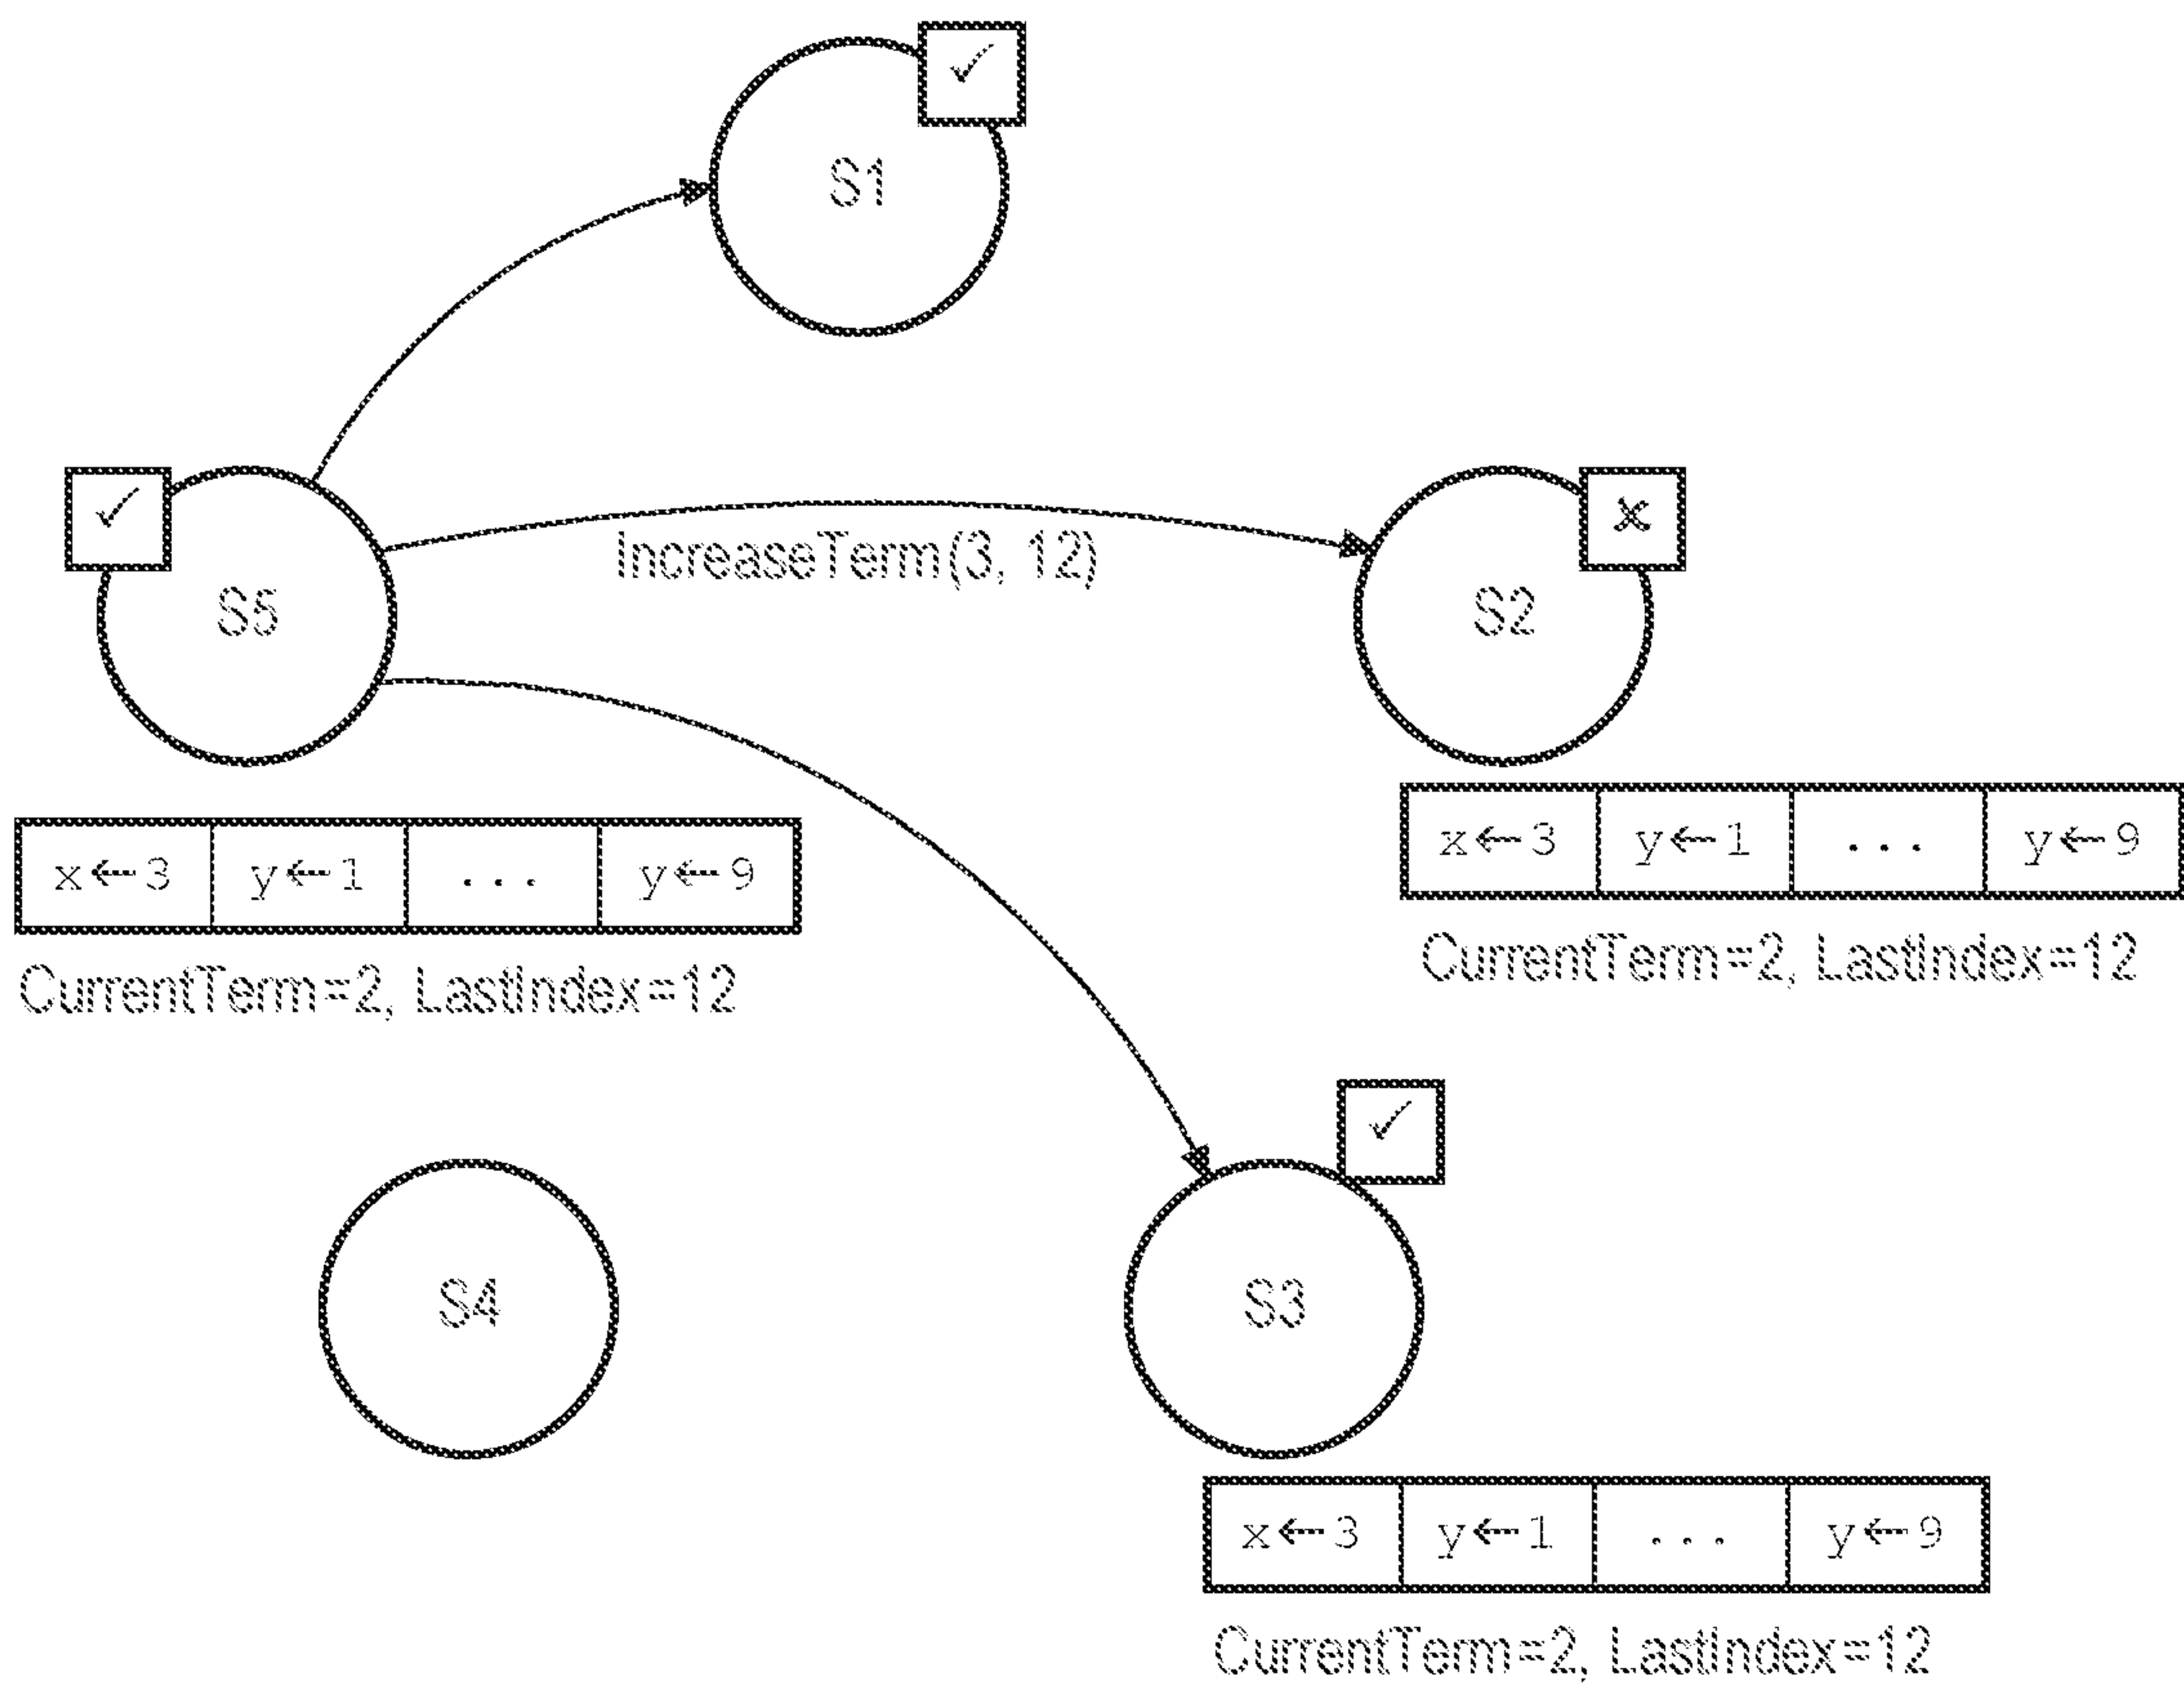 ✓
S1
✓
S5
IncreaseTerm(3, 12)
×
S2
x←3 y←1 ... y←9
CurrentTerm=2, LastIndex=12
x←3 y←1 ... y←9
CurrentTerm=2, LastIndex=12
✓
S4
S3
x←3 y←1 ... y←9
CurrentTerm=2, LastIndex=12